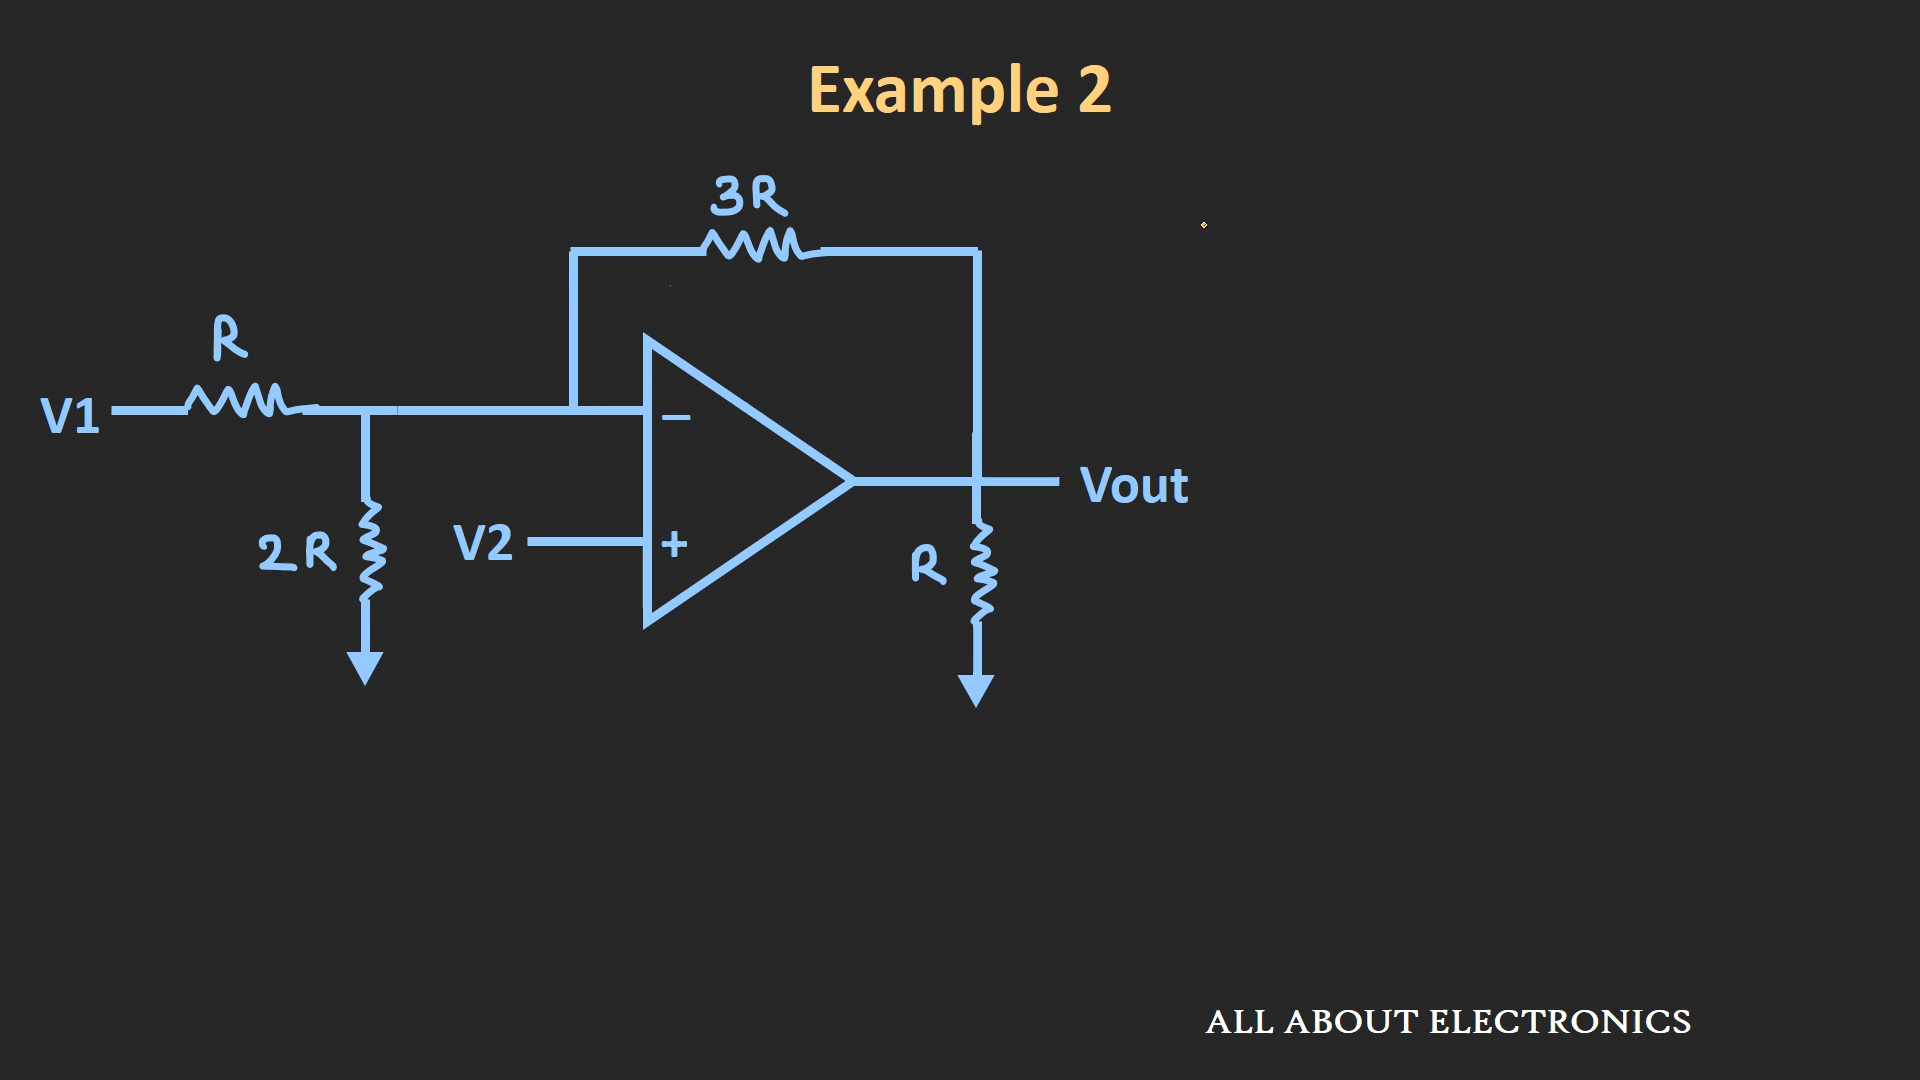 Example 2
3R
R
V1
−
Vout
2R
V2
+
R
ALL ABOUT ELECTRONICS